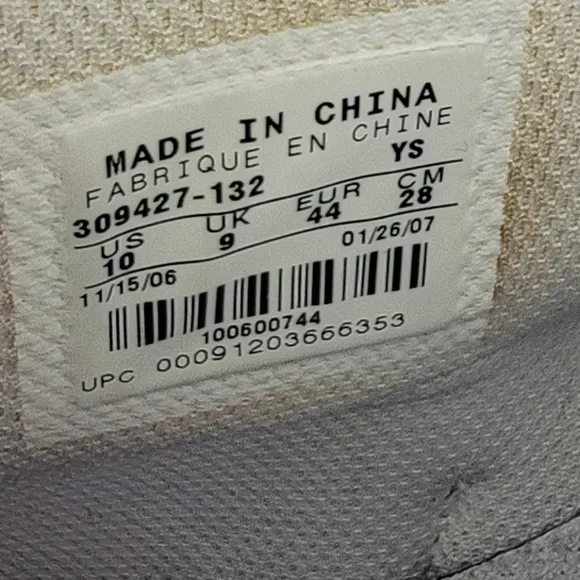 MADE IN CHINA
FABRIQUE EN CHINE
309427-132 YS
US UK EUR CM
10 9 44 28
11/15/06 01/26/07
100600744
UPC 00091203666353